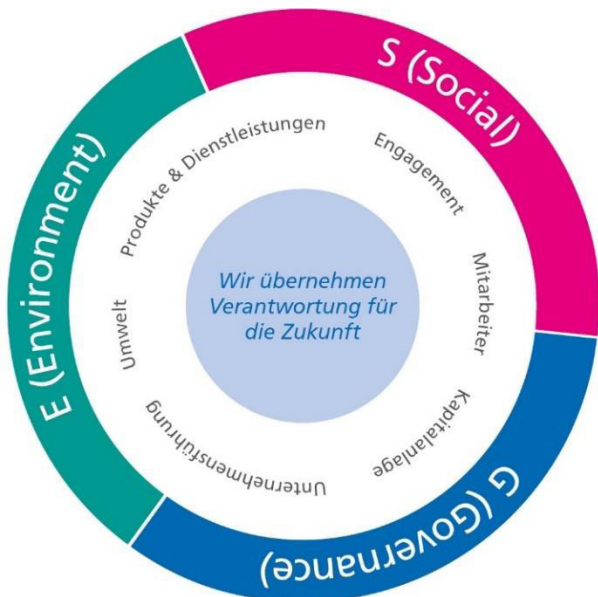 E (Environment)
S (Social)
G (Governance)
Produkte & Dienstleistungen
Engagement
Mitarbeiter
Kapitalanlage
Unternehmensführung
Umwelt
Wir übernehmen
Verantwortung für
die Zukunft